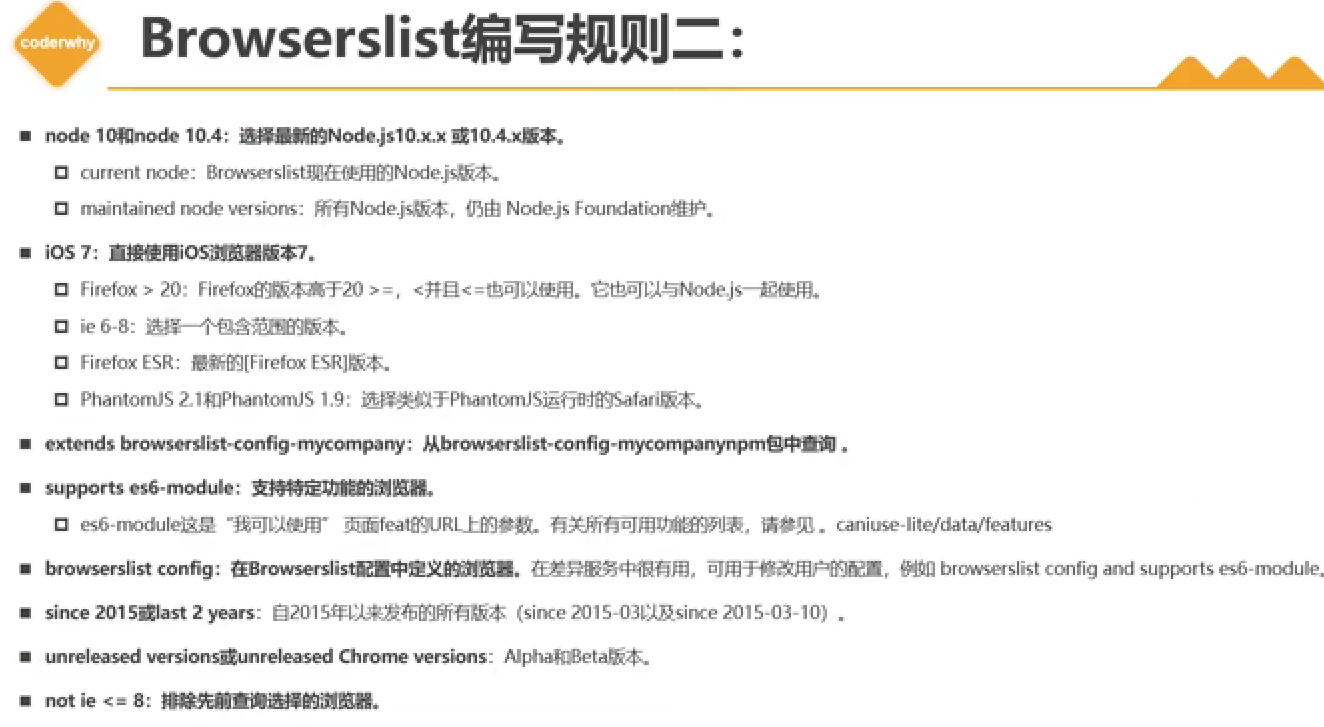 coderwhy
Browserslist编写规则二：
node 10和node 10.4：选择最新的Node.js10.x.x 或10.4.x版本。
current node：Browserslist现在使用的Node.js版本。
maintained node versions：所有Node.js版本，仍由 Node.js Foundation维护。
iOS 7：直接使用iOS浏览器版本7。
Firefox > 20：Firefox的版本高于20 >=，<并且<=也可以使用。它也可以与Node.js一起使用。
ie 6-8：选择一个包含范围的版本。
Firefox ESR：最新的[Firefox ESR]版本。
PhantomJS 2.1和PhantomJS 1.9：选择类似于PhantomJS运行时的Safari版本。
extends browserslist-config-mycompany：从browserslist-config-mycompanynpm包中查询 。
supports es6-module：支持特定功能的浏览器。
es6-module这是“我可以使用” 页面feat的URL上的参数。有关所有可用功能的列表，请参见 。caniuse-lite/data/features
browserslist config：在Browserslist配置中定义的浏览器。在差异服务中很有用，可用于修改用户的配置，例如 browserslist config and supports es6-module。
since 2015或last 2 years：自2015年以来发布的所有版本（since 2015-03以及since 2015-03-10）。
unreleased versions或unreleased Chrome versions：Alpha和Beta版本。
not ie <= 8：排除先前查询选择的浏览器。